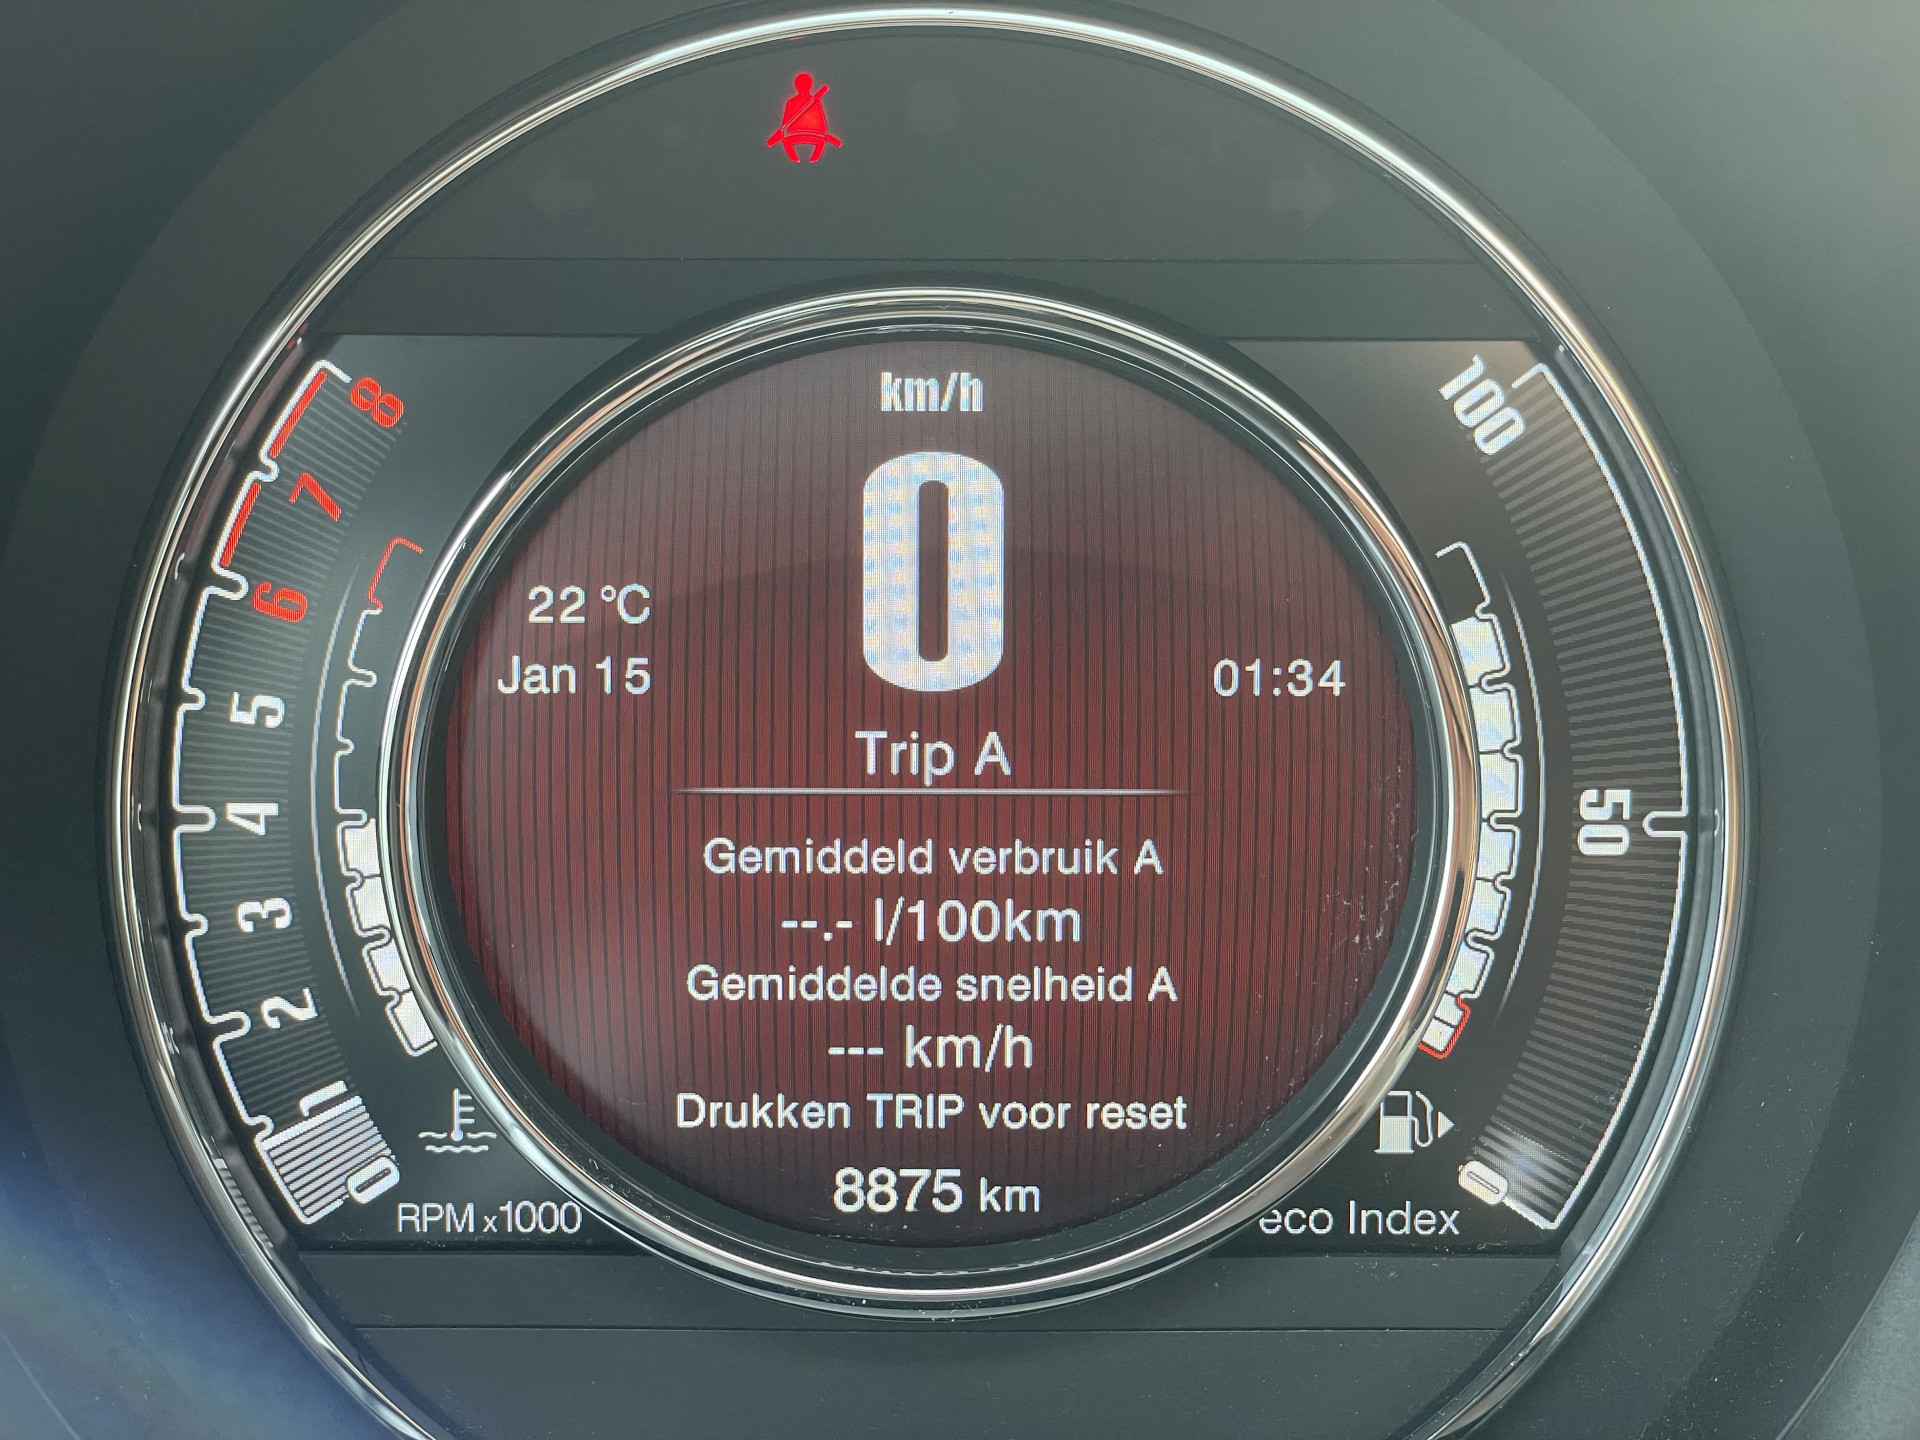 km/h
0
22 °C
Jan 15
01:34
Trip A
Gemiddeld verbruik A
--.- l/100km
Gemiddelde snelheid A
--- km/h
Drukken TRIP voor reset
8875 km
8
7
6
5
4
3
2
1
0
RPM x1000
100
50
0
eco Index